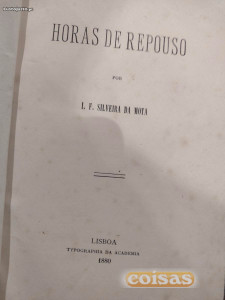 HORAS DE REPOUSO
POR
I. F. SILVEIRA DA MOTA
LISBOA
TYPOGRAPHIA DA ACADEMIA
1880
coisas